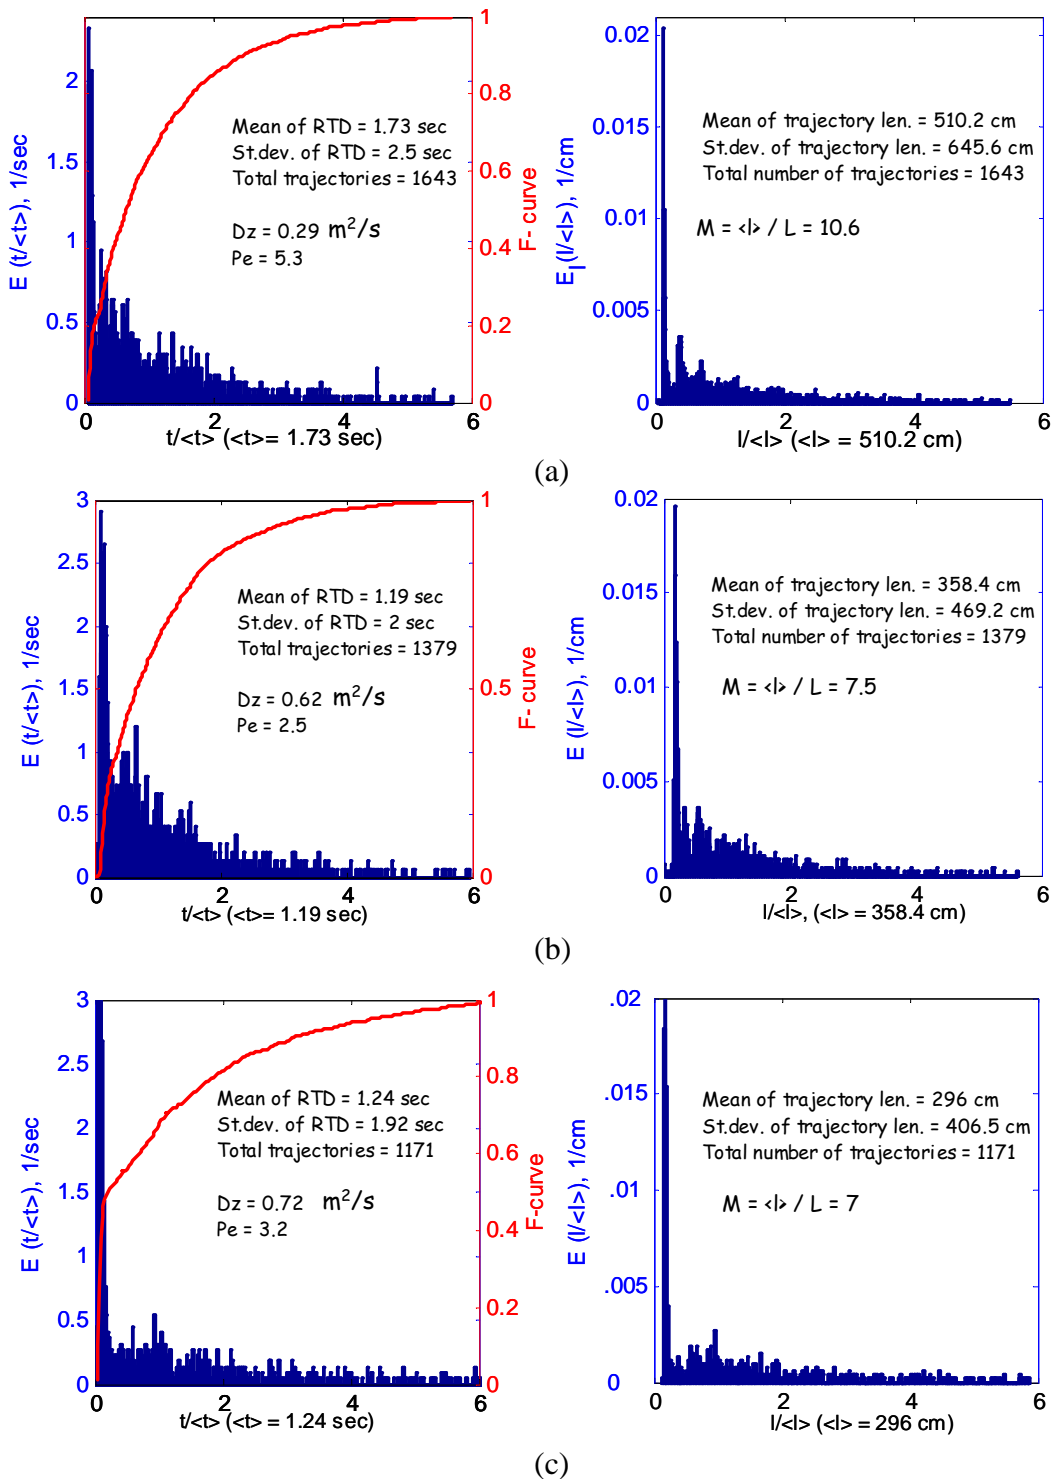 E (t/<t>), 1/sec
2
1.5
1
0.5
0
0 2 4 6
t/<t> (<t>= 1.73 sec)
1
0.8
0.6
0.4
0.2
0
F- curve
Mean of RTD = 1.73 sec
St.dev. of RTD = 2.5 sec
Total trajectories = 1643
Dz = 0.29 m²/s
Pe = 5.3
E_l(l/<l>), 1/cm
0.02
0.015
0.01
0.005
0
0 2 4 6
l/<l> (<l> = 510.2 cm)
Mean of trajectory len. = 510.2 cm
St.dev. of trajectory len. = 645.6 cm
Total number of trajectories = 1643
M = <l> / L = 10.6
(a)
E (t/<t>), 1/sec
3
2.5
2
1.5
1
0.5
0
0 2 4 6
t/<t> (<t>= 1.19 sec)
1
0.5
0
F- curve
Mean of RTD = 1.19 sec
St.dev. of RTD = 2 sec
Total trajectories = 1379
Dz = 0.62 m²/s
Pe = 2.5
E (l/<l>), 1/cm
0.02
0.015
0.01
0.005
0
0 2 4 6
l/<l>, (<l> = 358.4 cm)
Mean of trajectory len. = 358.4 cm
St.dev. of trajectory len. = 469.2 cm
Total number of trajectories = 1379
M = <l> / L = 7.5
(b)
E (t/<t>), 1/sec
3
2.5
2
1.5
1
0.5
0
0 2 4 6
t/<t> (<t>= 1.24 sec)
1
0.8
0.6
0.4
0.2
0
F-curve
Mean of RTD = 1.24 sec
St.dev. of RTD = 1.92 sec
Total trajectories = 1171
Dz = 0.72 m²/s
Pe = 3.2
E (l/<l>), 1/cm
.02
.015
.01
.005
0
0 2 4 6
l/<l> (<l> = 296 cm)
Mean of trajectory len. = 296 cm
St.dev. of trajectory len. = 406.5 cm
Total number of trajectories = 1171
M = <l> / L = 7
(c)